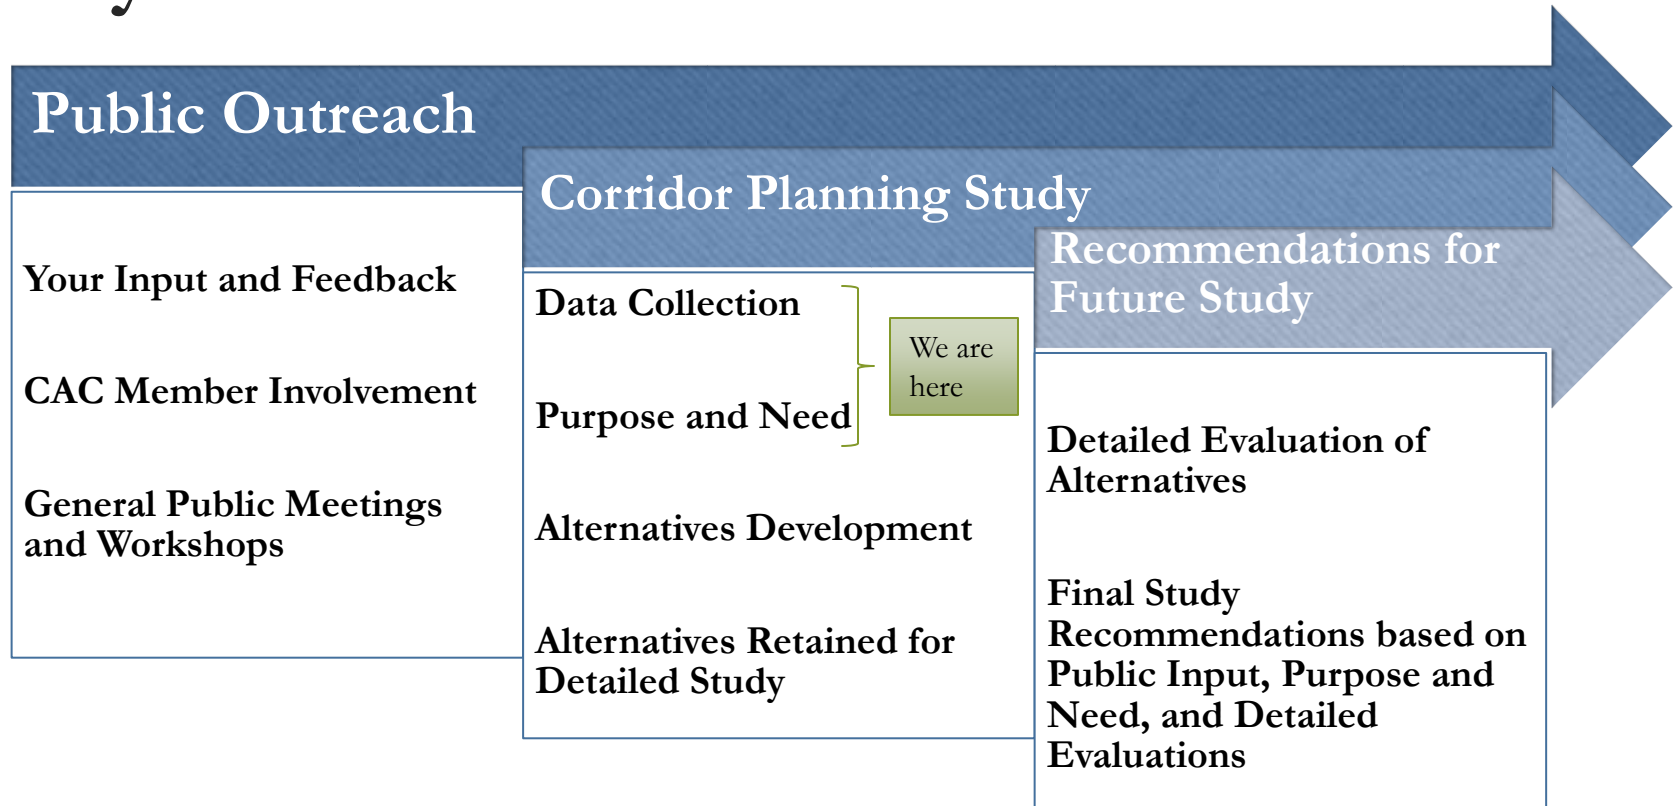 Public Outreach
Your Input and Feedback
CAC Member Involvement
General Public Meetings
and Workshops
Corridor Planning Study
Data Collection
Purpose and Need
We are
here
Alternatives Development
Alternatives Retained for
Detailed Study
Recommendations for
Future Study
Detailed Evaluation of
Alternatives
Final Study
Recommendations based on
Public Input, Purpose and
Need, and Detailed
Evaluations